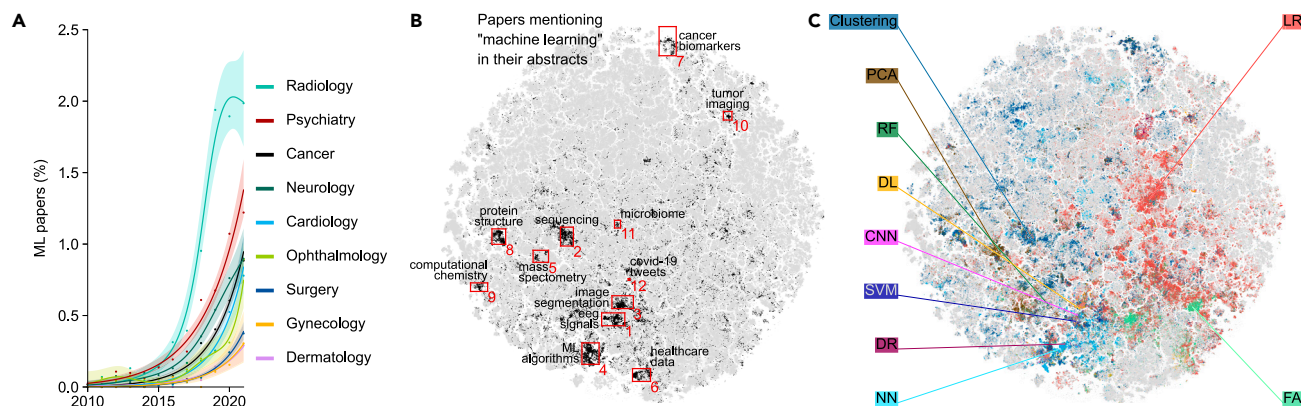 A
2.5
2.0
1.5
1.0
0.5
0.0
ML papers (%)
2010
2015
2020
Radiology
Psychiatry
Cancer
Neurology
Cardiology
Ophthalmology
Surgery
Gynecology
Dermatology
B
Papers mentioning
"machine learning"
in their abstracts
cancer
biomarkers
7
tumor
imaging
10
protein
structure
8
sequencing
2
microbiome
11
mass
spectometry
5
computational
chemistry
9
covid-19
tweets
12
image
segmentation
3
eeg
signals
1
ML
algorithms
4
healthcare
data
6
C
Clustering
PCA
RF
DL
CNN
SVM
DR
NN
LR
FA